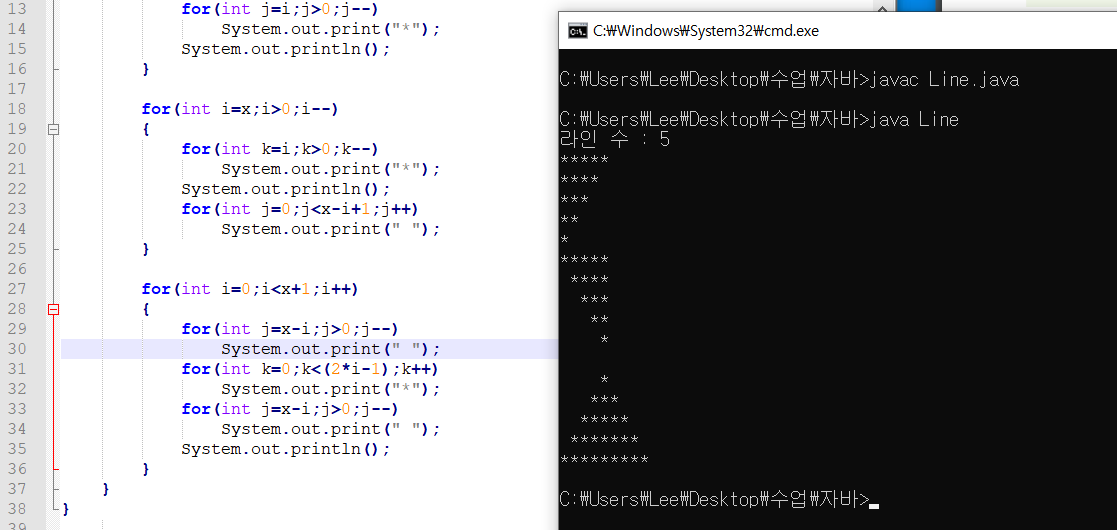 13 for(int j=i;j>0;j--)
14 System.out.print("*");
15 System.out.println();
16 }
17
18 for(int i=x;i>0;i--)
19 {
20 for(int k=i;k>0;k--)
21 System.out.print("*");
22 System.out.println();
23 for(int j=0;j<x-i+1;j++)
24 System.out.print(" ");
25 }
26
27 for(int i=0;i<x+1;i++)
28 {
29 for(int j=x-i;j>0;j--)
30 System.out.print(" ");
31 for(int k=0;k<(2*i-1);k++)
32 System.out.print("*");
33 for(int j=x-i;j>0;j--)
34 System.out.print(" ");
35 System.out.println();
36 }
37 }
38 }
39
C:₩Windows₩System32₩cmd.exe
C:₩Users₩Lee₩Desktop₩수업₩자바>javac Line.java
C:₩Users₩Lee₩Desktop₩수업₩자바>java Line
라인 수 : 5
*****
****
***
**
*
*****
 ****
  ***
   **
    *

    *
   ***
  *****
 *******
*********
C:₩Users₩Lee₩Desktop₩수업₩자바>